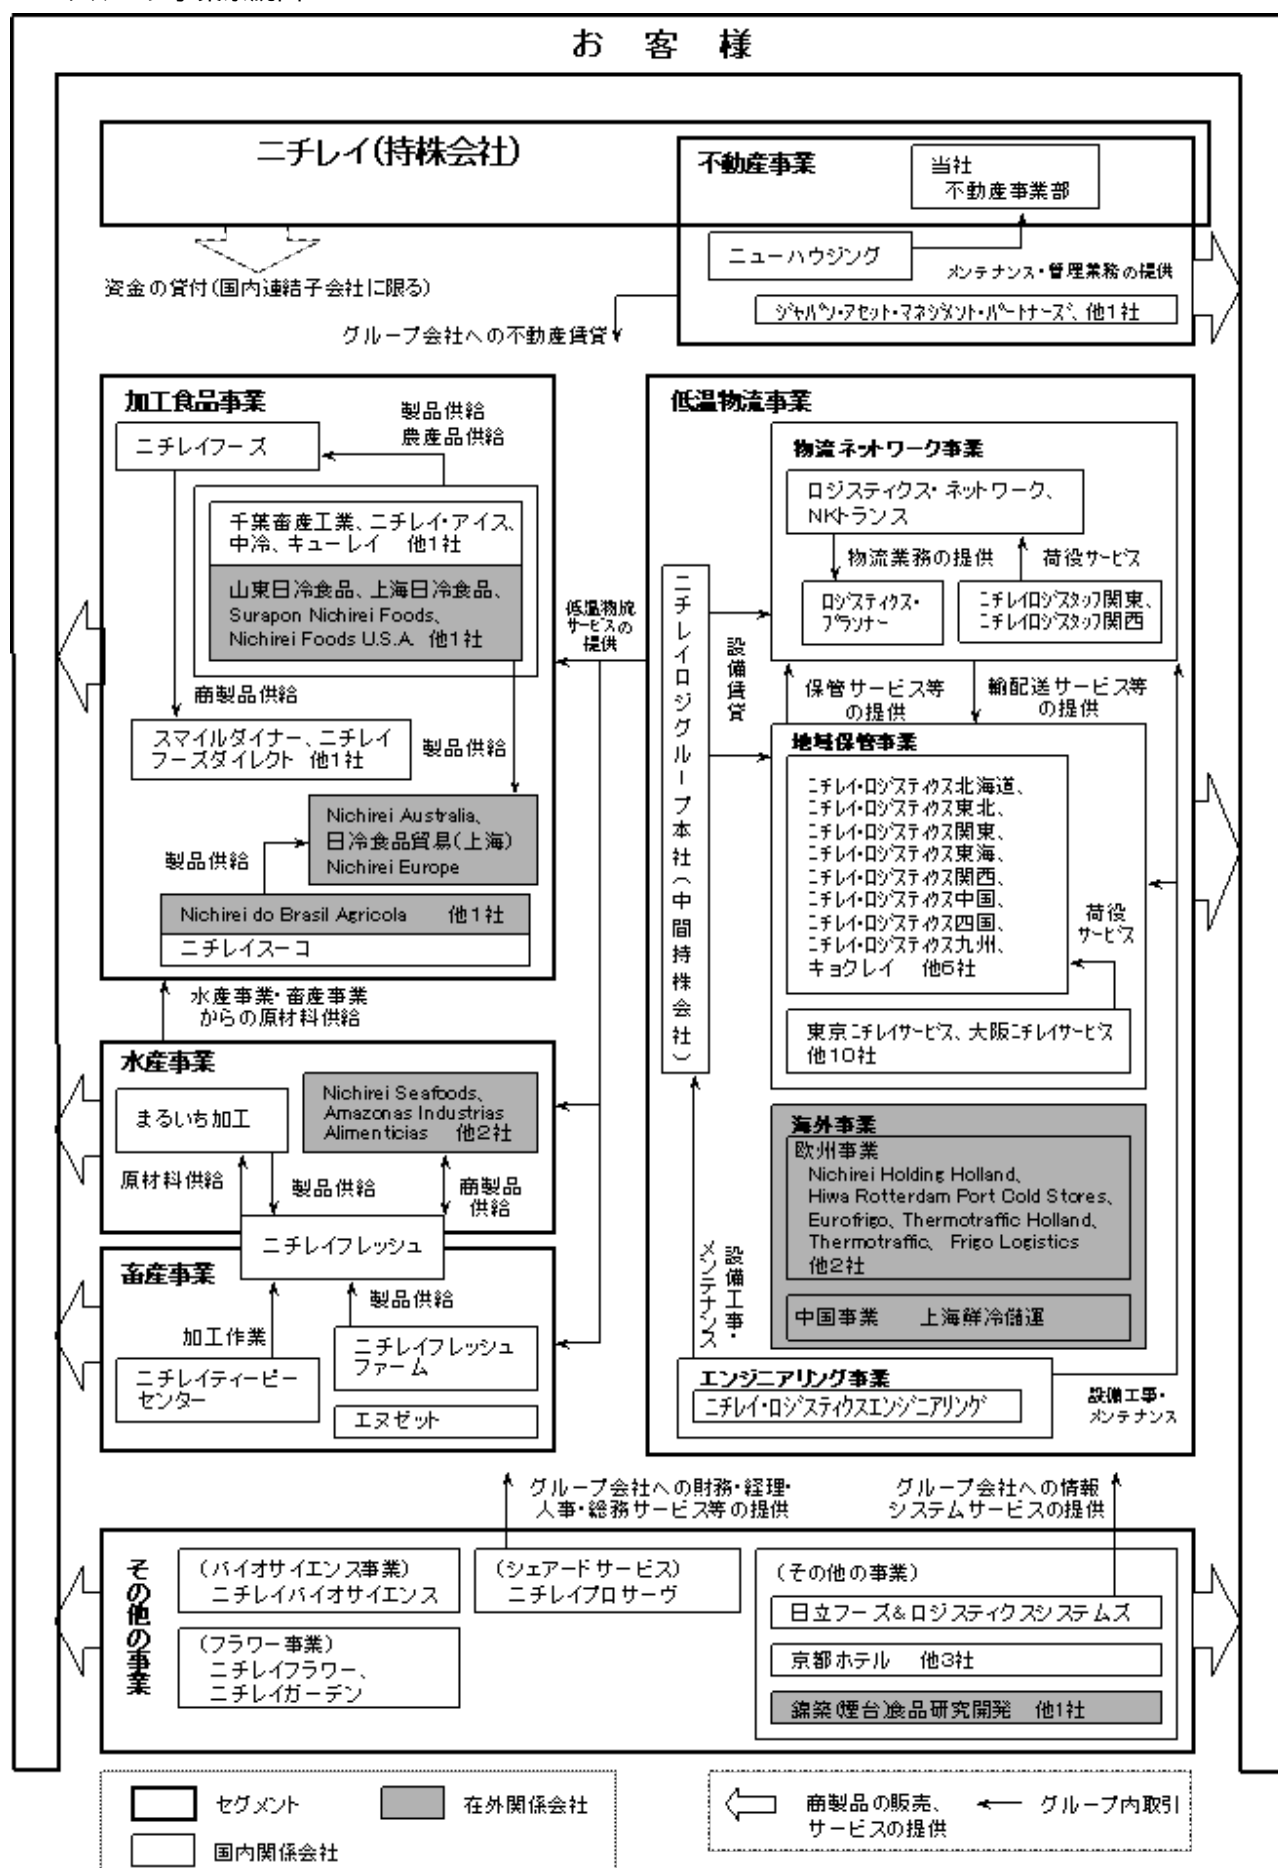 お 客 様
ニチレイ(持株会社)
不動産事業
当社
不動産事業部
ニューハウジング
メンテナンス・管理業務の提供
ジャパン・アセット・マネジメント・パートナーズ、他1社
資金の貸付(国内連結子会社に限る)
グループ会社への不動産賃貸
加工食品事業
製品供給
農産品供給
ニチレイフーズ
千葉畜産工業、ニチレイ・アイス、
中冷、キューレイ 他1社
山東日冷食品、上海日冷食品、
Surapon Nichirei Foods、
Nichirei Foods U.S.A. 他1社
商製品供給
スマイルダイナー、ニチレイ
フーズダイレクト 他1社
製品供給
Nichirei Australia、
日冷食品貿易(上海)
Nichirei Europe
製品供給
Nichirei do Brasil Agricola 他1社
ニチレイスーコ
水産事業・畜産事業
からの原材料供給
低温物流
サービスの
提供
低温物流事業
ニチレイロジグループ本社(中間持株会社)
設備賃貸
物流ネットワーク事業
ロジスティクス・ネットワーク、
NKトランス
物流業務の提供
荷役サービス
ロジスティクス・
プランナー
ニチレイロジスタッフ関東、
ニチレイロジスタッフ関西
保管サービス等
の提供
輸配送サービス等
の提供
地域保管事業
ニチレイ・ロジスティクス北海道、
ニチレイ・ロジスティクス東北、
ニチレイ・ロジスティクス関東、
ニチレイ・ロジスティクス東海、
ニチレイ・ロジスティクス関西、
ニチレイ・ロジスティクス中国、
ニチレイ・ロジスティクス四国、
ニチレイ・ロジスティクス九州、
キョクレイ 他6社
荷役
サービス
東京ニチレイサービス、大阪ニチレイサービス
他10社
海外事業
欧州事業
Nichirei Holding Holland、
Hiwa Rotterdam Port Cold Stores、
Eurofrigo、Thermotraffic Holland、
Thermotraffic、 Frigo Logistics
他2社
中国事業 上海鮮冷儲運
設備工事・
メンテナンス
エンジニアリング事業
ニチレイ・ロジスティクスエンジニアリング
設備工事・
メンテナンス
水産事業
まるいち加工
Nichirei Seafoods、
Amazonas Industrias
Alimenticias 他2社
原材料供給
製品供給
商製品
供給
ニチレイフレッシュ
畜産事業
製品供給
加工作業
ニチレイフレッシュ
ファーム
ニチレイティービー
センター
エヌゼット
グループ会社への財務・経理・
人事・総務サービス等の提供
グループ会社への情報
システムサービスの提供
その他の事業
(バイオサイエンス事業)
ニチレイバイオサイエンス
(シェアードサービス)
ニチレイプロサーヴ
(その他の事業)
日立フーズ&ロジスティクスシステムズ
(フラワー事業)
ニチレイフラワー、
ニチレイガーデン
京都ホテル 他3社
錦築(煙台)食品研究開発 他1社
セグメント
在外関係会社
国内関係会社
商製品の販売、
サービスの提供
グループ内取引